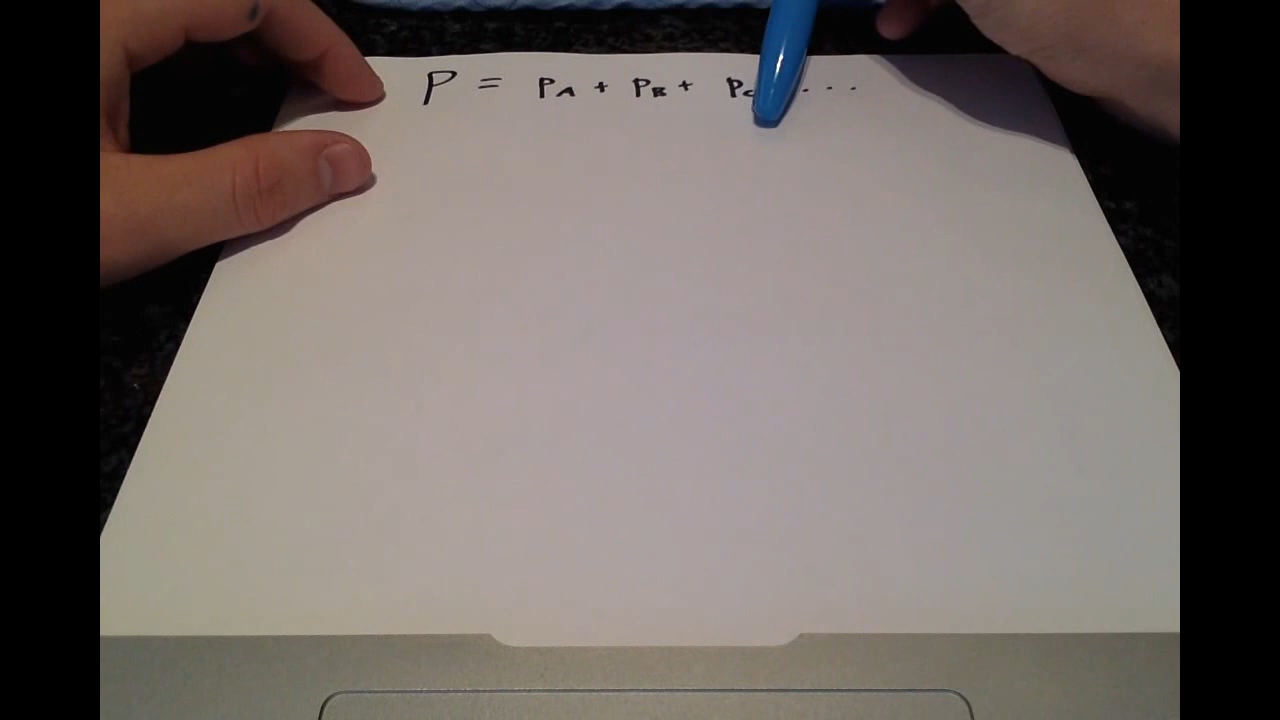 P = PA + PB + PC ...